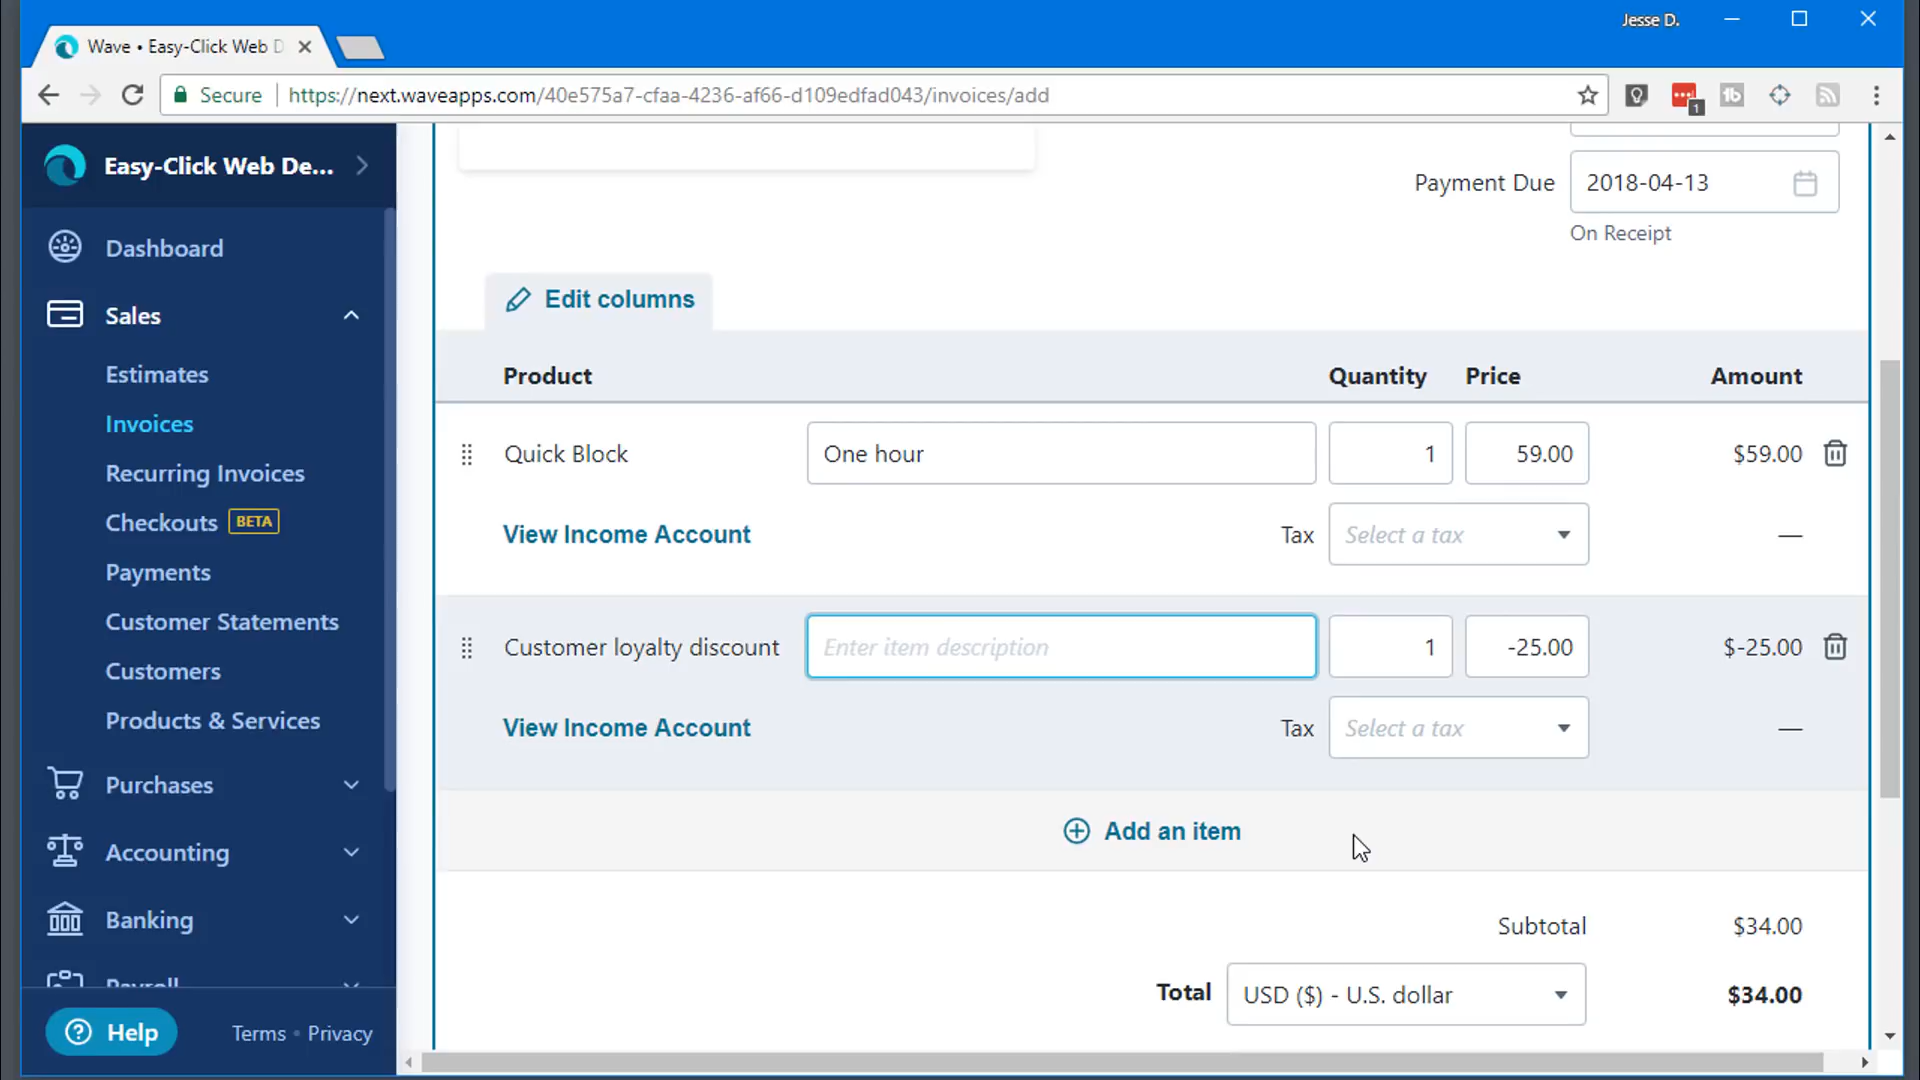 Jesse D.
Wave • Easy-Click Web D
Secure
https://next.waveapps.com/40e575a7-cfaa-4236-af66-d109edfad043/invoices/add
1
Easy-Click Web De...
Payment Due 2018-04-13
On Receipt
Dashboard
Sales
Estimates
Invoices
Recurring Invoices
Checkouts BETA
Payments
Customer Statements
Customers
Products & Services
Purchases
Accounting
Banking
Payroll
Help
Terms • Privacy
Edit columns
Product Quantity Price Amount
Quick Block One hour 1 59.00 $59.00
View Income Account Tax Select a tax —
Customer loyalty discount Enter item description 1 -25.00 $-25.00
View Income Account Tax Select a tax —
Add an item
Subtotal $34.00
Total USD ($) - U.S. dollar $34.00